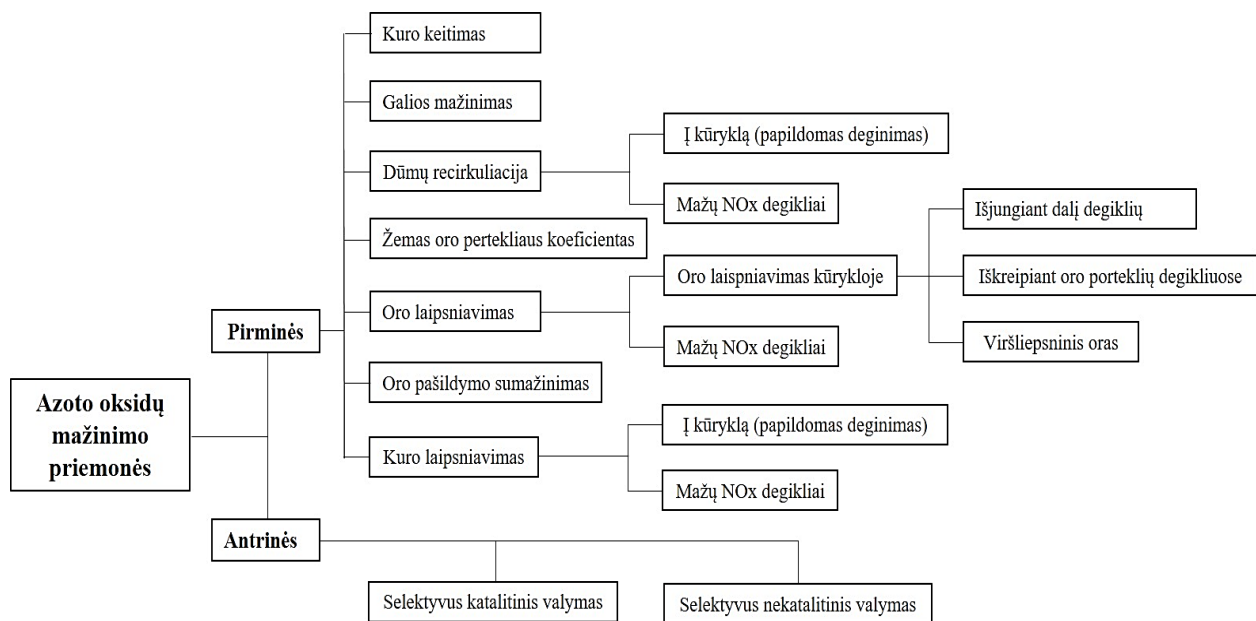 Kuro keitimas
Galios mažinimas
Į kūryklą (papildomas deginimas)
Dūmų recirkuliacija
Mažų NOx degikliai
Išjungiant dalį degiklių
Žemas oro pertekliaus koeficientas
Oro laispniavimas kūrykloje
Iškreipiant oro porteklių degikliuose
Oro laipsniavimas
Pirminės
Mažų NOx degikliai
Viršliepsninis oras
Oro pašildymo sumažinimas
Azoto oksidų
mažinimo
priemonės
Į kūryklą (papildomas deginimas)
Kuro laipsniavimas
Mažų NOx degikliai
Antrinės
Selektyvus katalitinis valymas
Selektyvus nekatalitinis valymas